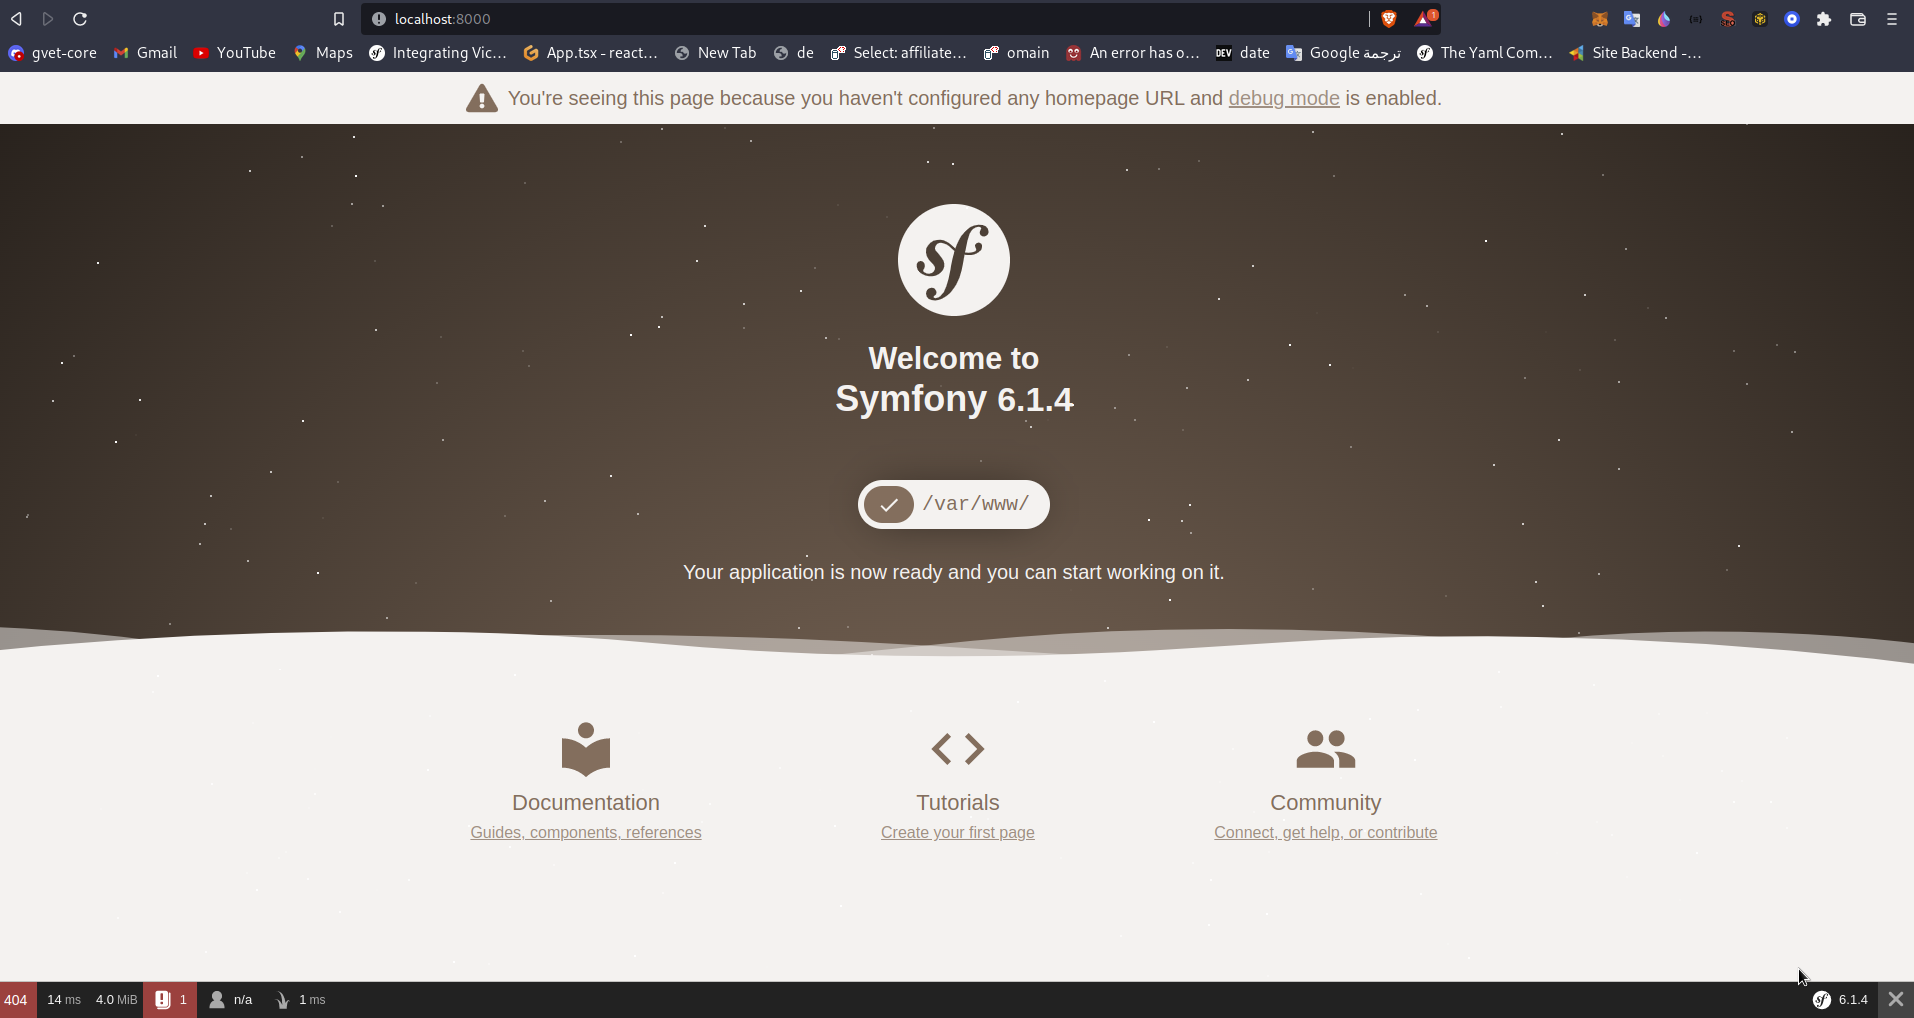 localhost:8000
1
gvet-core
Gmail
YouTube
Maps
Integrating Vic...
App.tsx - react...
New Tab
de
Select: affiliate...
omain
An error has o...
DEV
date
Google ترجمة
The Yaml Com...
Site Backend -...
You're seeing this page because you haven't configured any homepage URL and debug mode is enabled.
sf
Welcome to
Symfony 6.1.4
/var/www/
Your application is now ready and you can start working on it.
Documentation
Guides, components, references
Tutorials
Create your first page
Community
Connect, get help, or contribute
404
14 ms
4.0 MiB
1
n/a
1 ms
sf 6.1.4